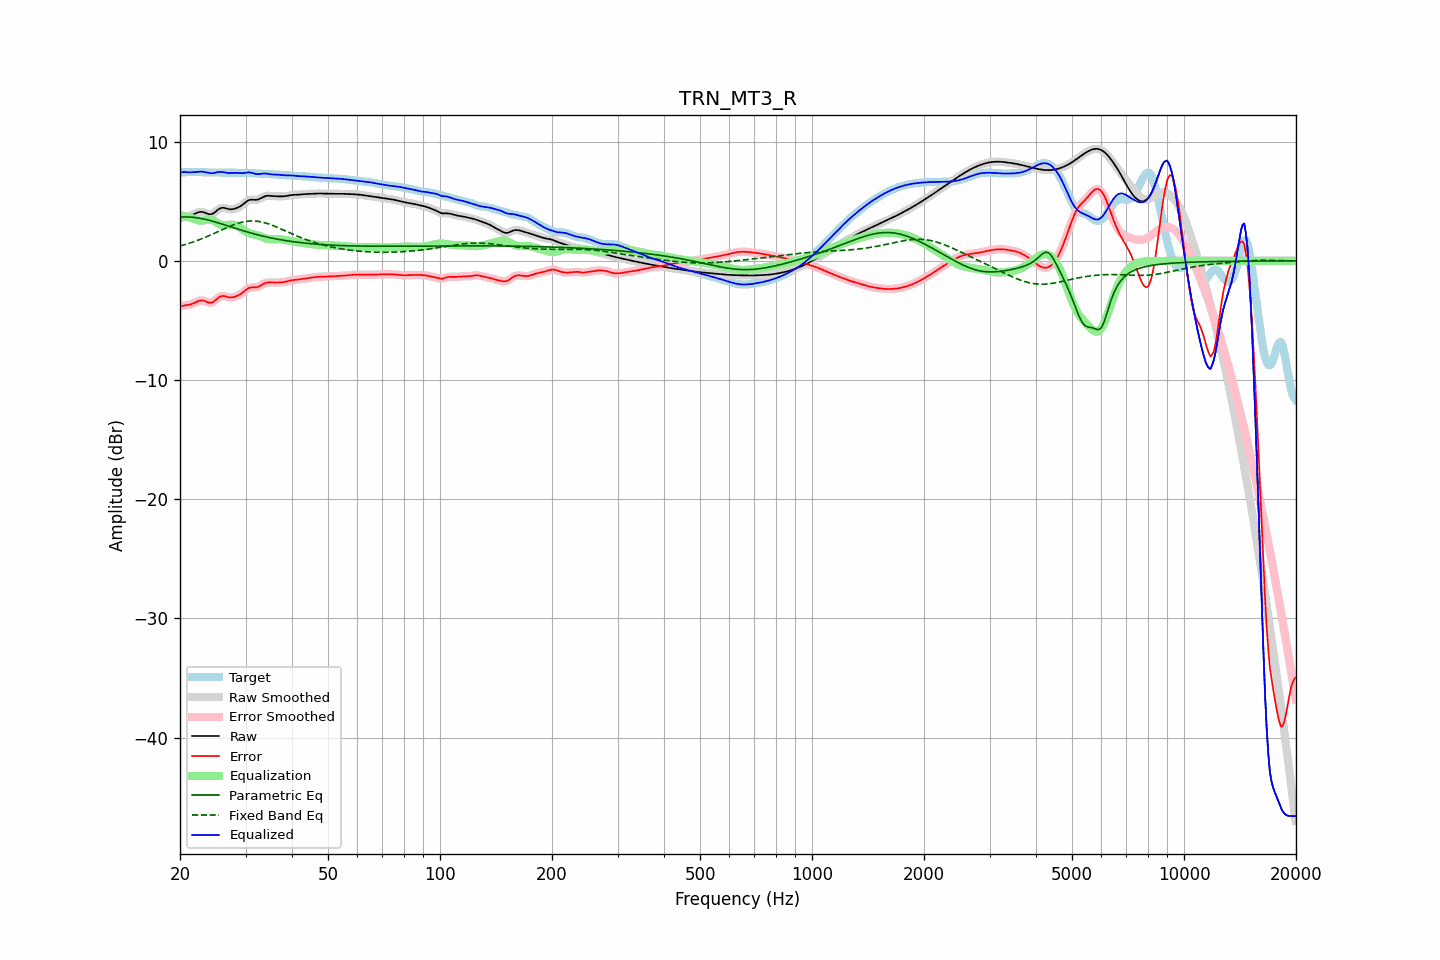 TRN_MT3_R
Amplitude (dBr)
10
0
−10
−20
−30
−40
Target
Raw Smoothed
Error Smoothed
Raw
Error
Equalization
Parametric Eq
Fixed Band Eq
Equalized
20 50 100 200 500 1000 2000 5000 10000 20000
Frequency (Hz)